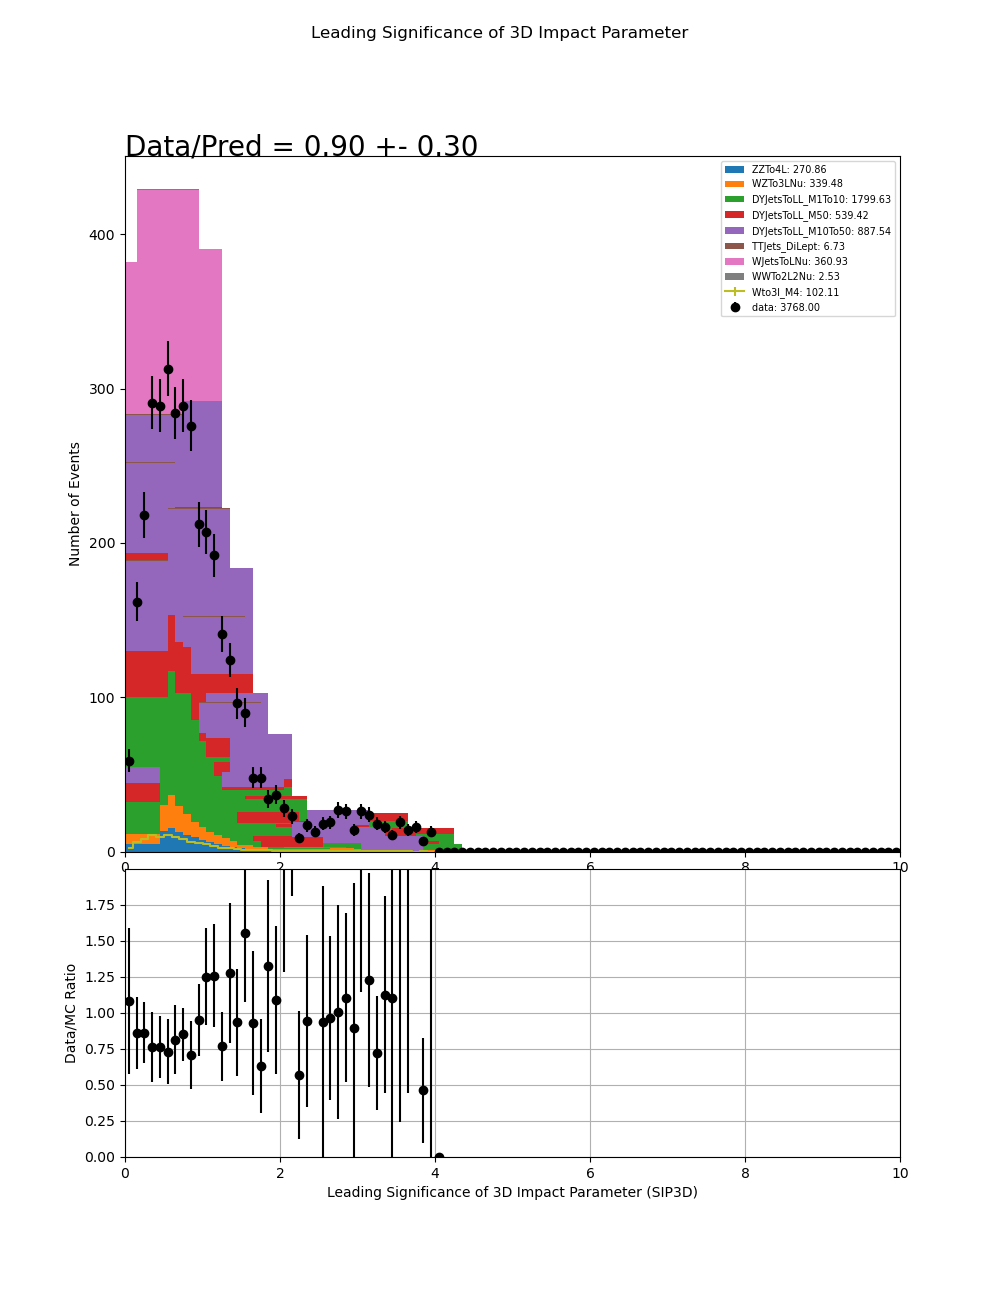 Leading Significance of 3D Impact Parameter
Data/Pred = 0.90 +- 0.30
ZZTo4L: 270.86
WZTo3LNu: 339.48
DYJetsToLL_M1To10: 1799.63
DYJetsToLL_M50: 539.42
DYJetsToLL_M10To50: 887.54
TTJets_DiLept: 6.73
WJetsToLNu: 360.93
WWTo2L2Nu: 2.53
Wto3l_M4: 102.11
data: 3768.00
400
300
200
100
0
Number of Events
0 2 4 6 8 10
1.75
1.50
1.25
1.00
0.75
0.50
0.25
0.00
Data/MC Ratio
0 2 4 6 8 10
Leading Significance of 3D Impact Parameter (SIP3D)